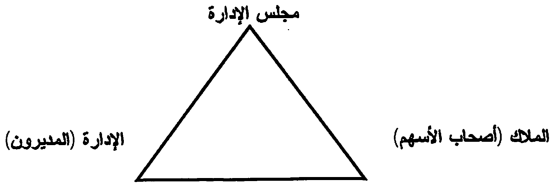 مجلس الإدارة
الملاك (أصحاب الأسهم)
الإدارة (المديرون)